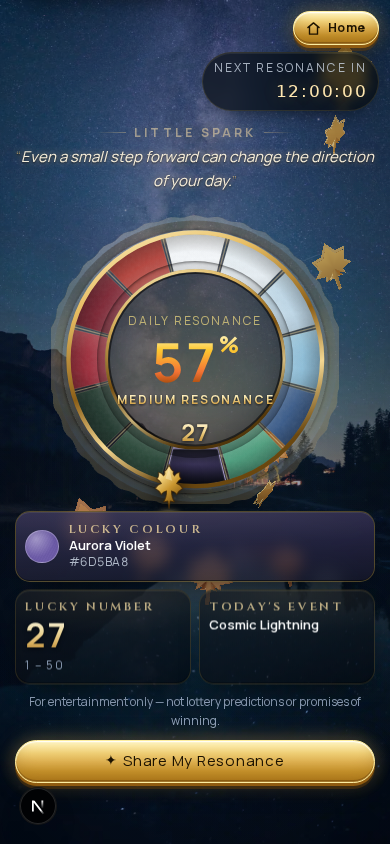 Home
NEXT RESONANCE IN
12:00:00
LITTLE SPARK
"Even a small step forward can change the direction
of your day."
DAILY RESONANCE
57%
MEDIUM RESONANCE
27
LUCKY COLOUR
Aurora Violet
#6D5BA8
LUCKY NUMBER
27
1 – 50
TODAY'S EVENT
Cosmic Lightning
For entertainment only — not lottery predictions or promises of
winning.
✦ Share My Resonance
N